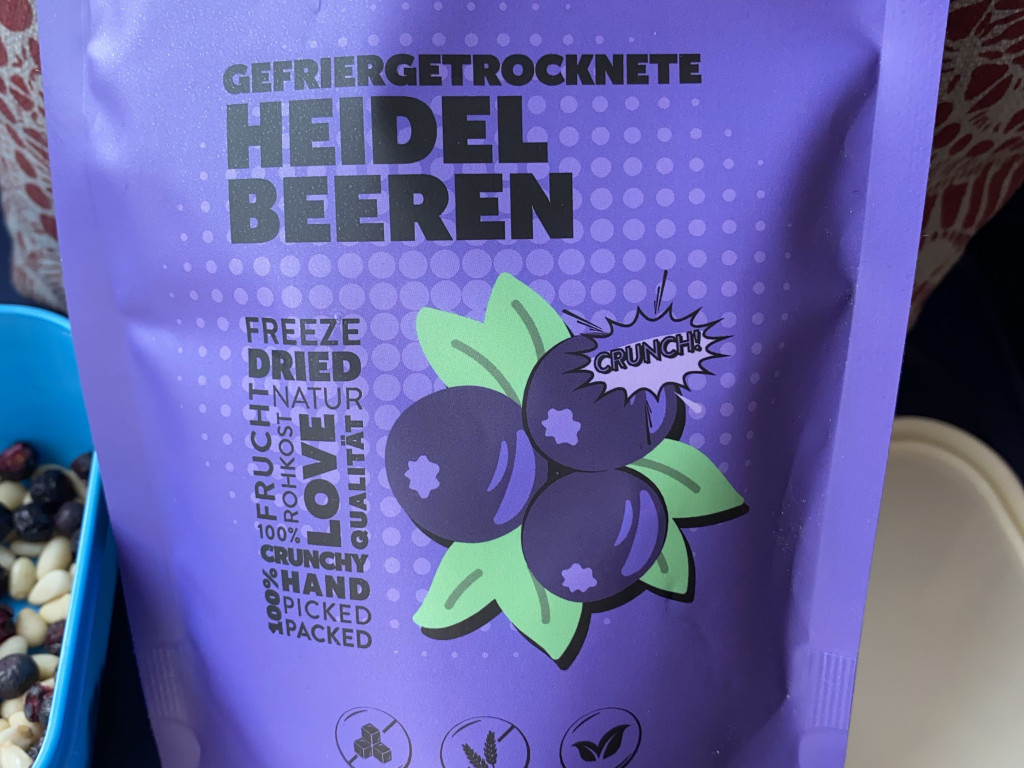 GEFRIERGETROCKNETE
HEIDEL
BEEREN
CRUNCH!
FREEZE
DRIED
NATUR
FRUCHT
100% ROHKOST
LOVE
QUALITÄT
100%
CRUNCHY
HAND
PICKED
&PACKED